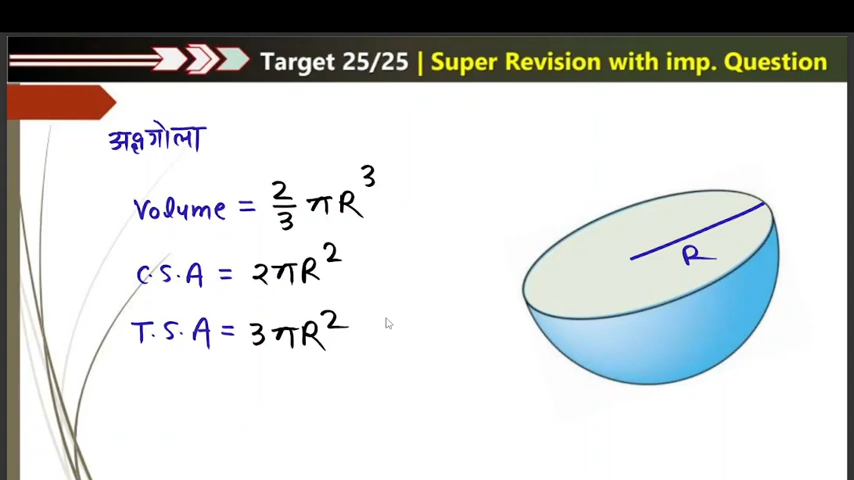 Target 25/25 | Super Revision with imp. Question
अर्धगोला
Volume = 2/3 πR³
C.S.A = 2πR²
T.S.A = 3πR²
R